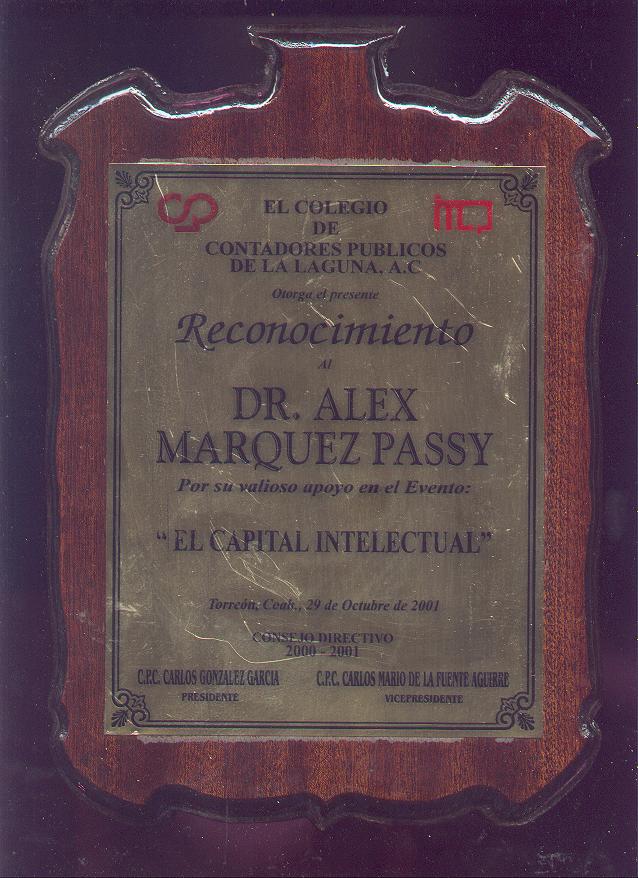 EL COLEGIO
DE
CONTADORES PUBLICOS
DE LA LAGUNA, A.C
Otorga el presente
Reconocimiento
Al
DR. ALEX
MARQUEZ PASSY
Por su valioso apoyo en el Evento:
“ EL CAPITAL INTELECTUAL”
Torreón, Coah., 29 de Octubre de 2001
CONSEJO DIRECTIVO
2000 - 2001
C.P.C. CARLOS GONZALEZ GARCIA C.P.C. CARLOS MARIO DE LA FUENTE AGUIRRE
PRESIDENTE VICEPRESIDENTE